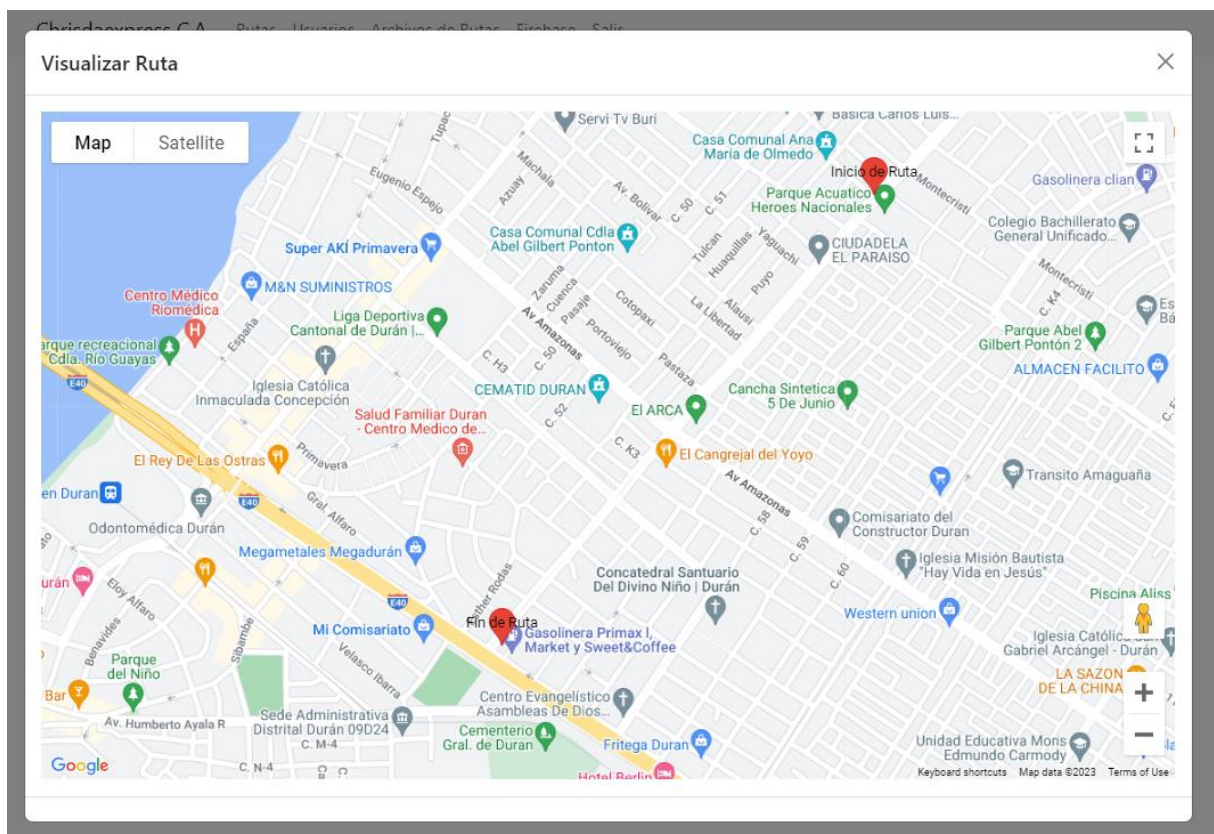 Chrisdaexpress C.A. Rutas Usuarios Archivos de Rutas Firebase Salir
Visualizar Ruta
Map Satellite
Servi Tv Buri
Basica Carlos Luis...
Casa Comunal Ana
María de Olmedo
Inicio de Ruta
Montecristi
Gasolinera clian
Parque Acuatico
Heroes Nacionales
Machala
Azuay
Eugenio Espejo
Av. Bolivar
C. 50
C. 51
Colegio Bachillerato
General Unificado...
Casa Comunal Cdla
Abel Gilbert Ponton
Super AKÍ Primavera
Tulcan
Huaquillas
Yaguachi
CIUDADELA
EL PARAISO
Puyo
Montecristi
C. K4
M&N SUMINISTROS
Centro Médico
Riomédica
España
Liga Deportiva
Cantonal de Durán |...
Zaruma
Cuenca
Pasaje
Cotopaxi
Portoviejo
Av Amazonas
La Libertad
Alausi
Pastaza
Parque Abel
Gilbert Pontón 2
ALMACEN FACILITO
arque recreacional
Cdla. Río Guayas
E40
C. H3
C. 50
Iglesia Católica
Inmaculada Concepción
CEMATID DURAN
C. 52
Cancha Sintetica
5 De Junio
El ARCA
Salud Familiar Duran
- Centro Medico de...
C. K3
El Cangrejal del Yoyo
El Rey De Las Ostras
Primavera
Av Amazonas
Transito Amaguaña
en Duran
E40
Gral. Alfaro
Odontomédica Durán
C. 58
C. 59
C. 60
Comisariato del
Constructor Duran
Megametales Megadurán
Iglesia Misión Bautista
"Hay Vida en Jesús"
urán
Eloy Alfaro
Concatedral Santuario
Del Divino Niño | Durán
Piscina Aliss
E40
Esther Rodas
Western union
Mi Comisariato
Fin de Ruta
Gasolinera Primax I,
Market y Sweet&Coffee
Benavides
Sibambe
Velasco Ibarra
Iglesia Católica San
Gabriel Arcángel - Durán
Parque
del Niño
LA SAZON
DE LA CHINA
Bar
Centro Evangelístico
Asambleas De Dios...
Av. Humberto Ayala R
Sede Administrativa
Distrital Durán 09D24
C. M-4
Cementerio
Gral. de Duran
Fritega Duran
Unidad Educativa Mons
Edmundo Carmody
Google
C. N-4
Hotel Berlin
Keyboard shortcuts Map data ©2023 Terms of Use